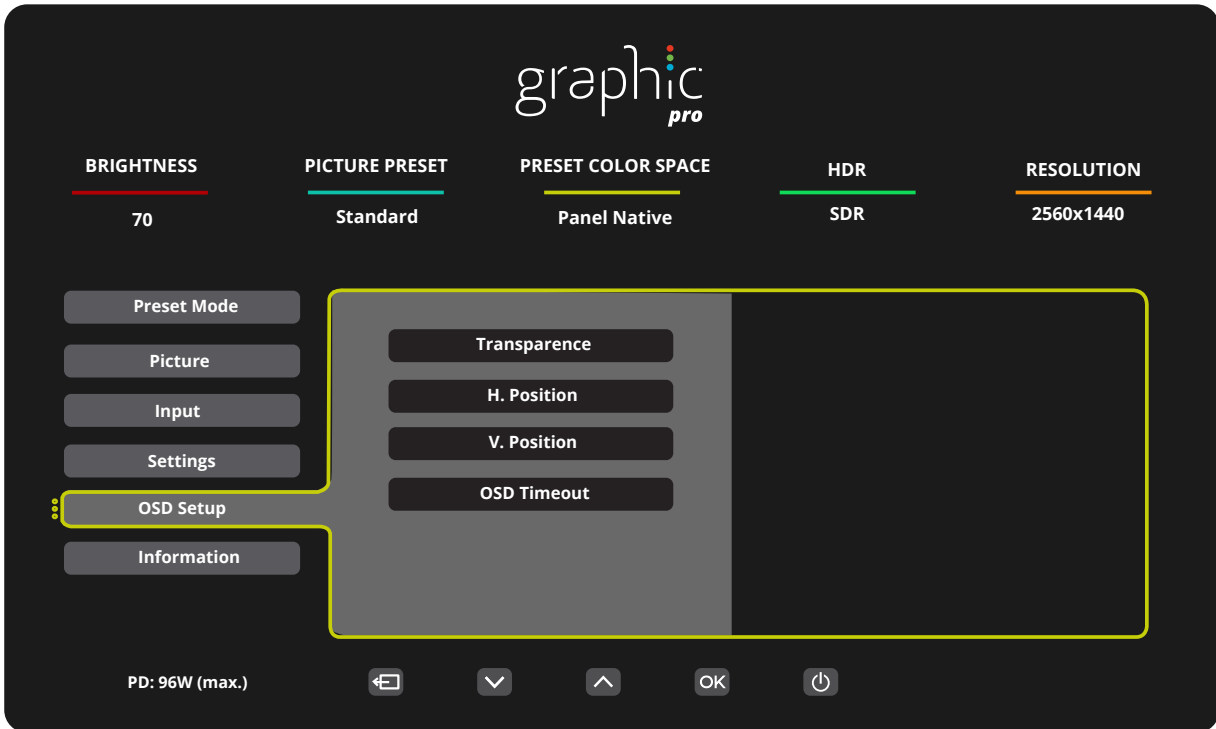 graphic
pro
BRIGHTNESS
70
PICTURE PRESET
Standard
PRESET COLOR SPACE
Panel Native
HDR
SDR
RESOLUTION
2560x1440
Preset Mode
Picture
Input
Settings
OSD Setup
Information
Transparence
H. Position
V. Position
OSD Timeout
PD: 96W (max.)
OK